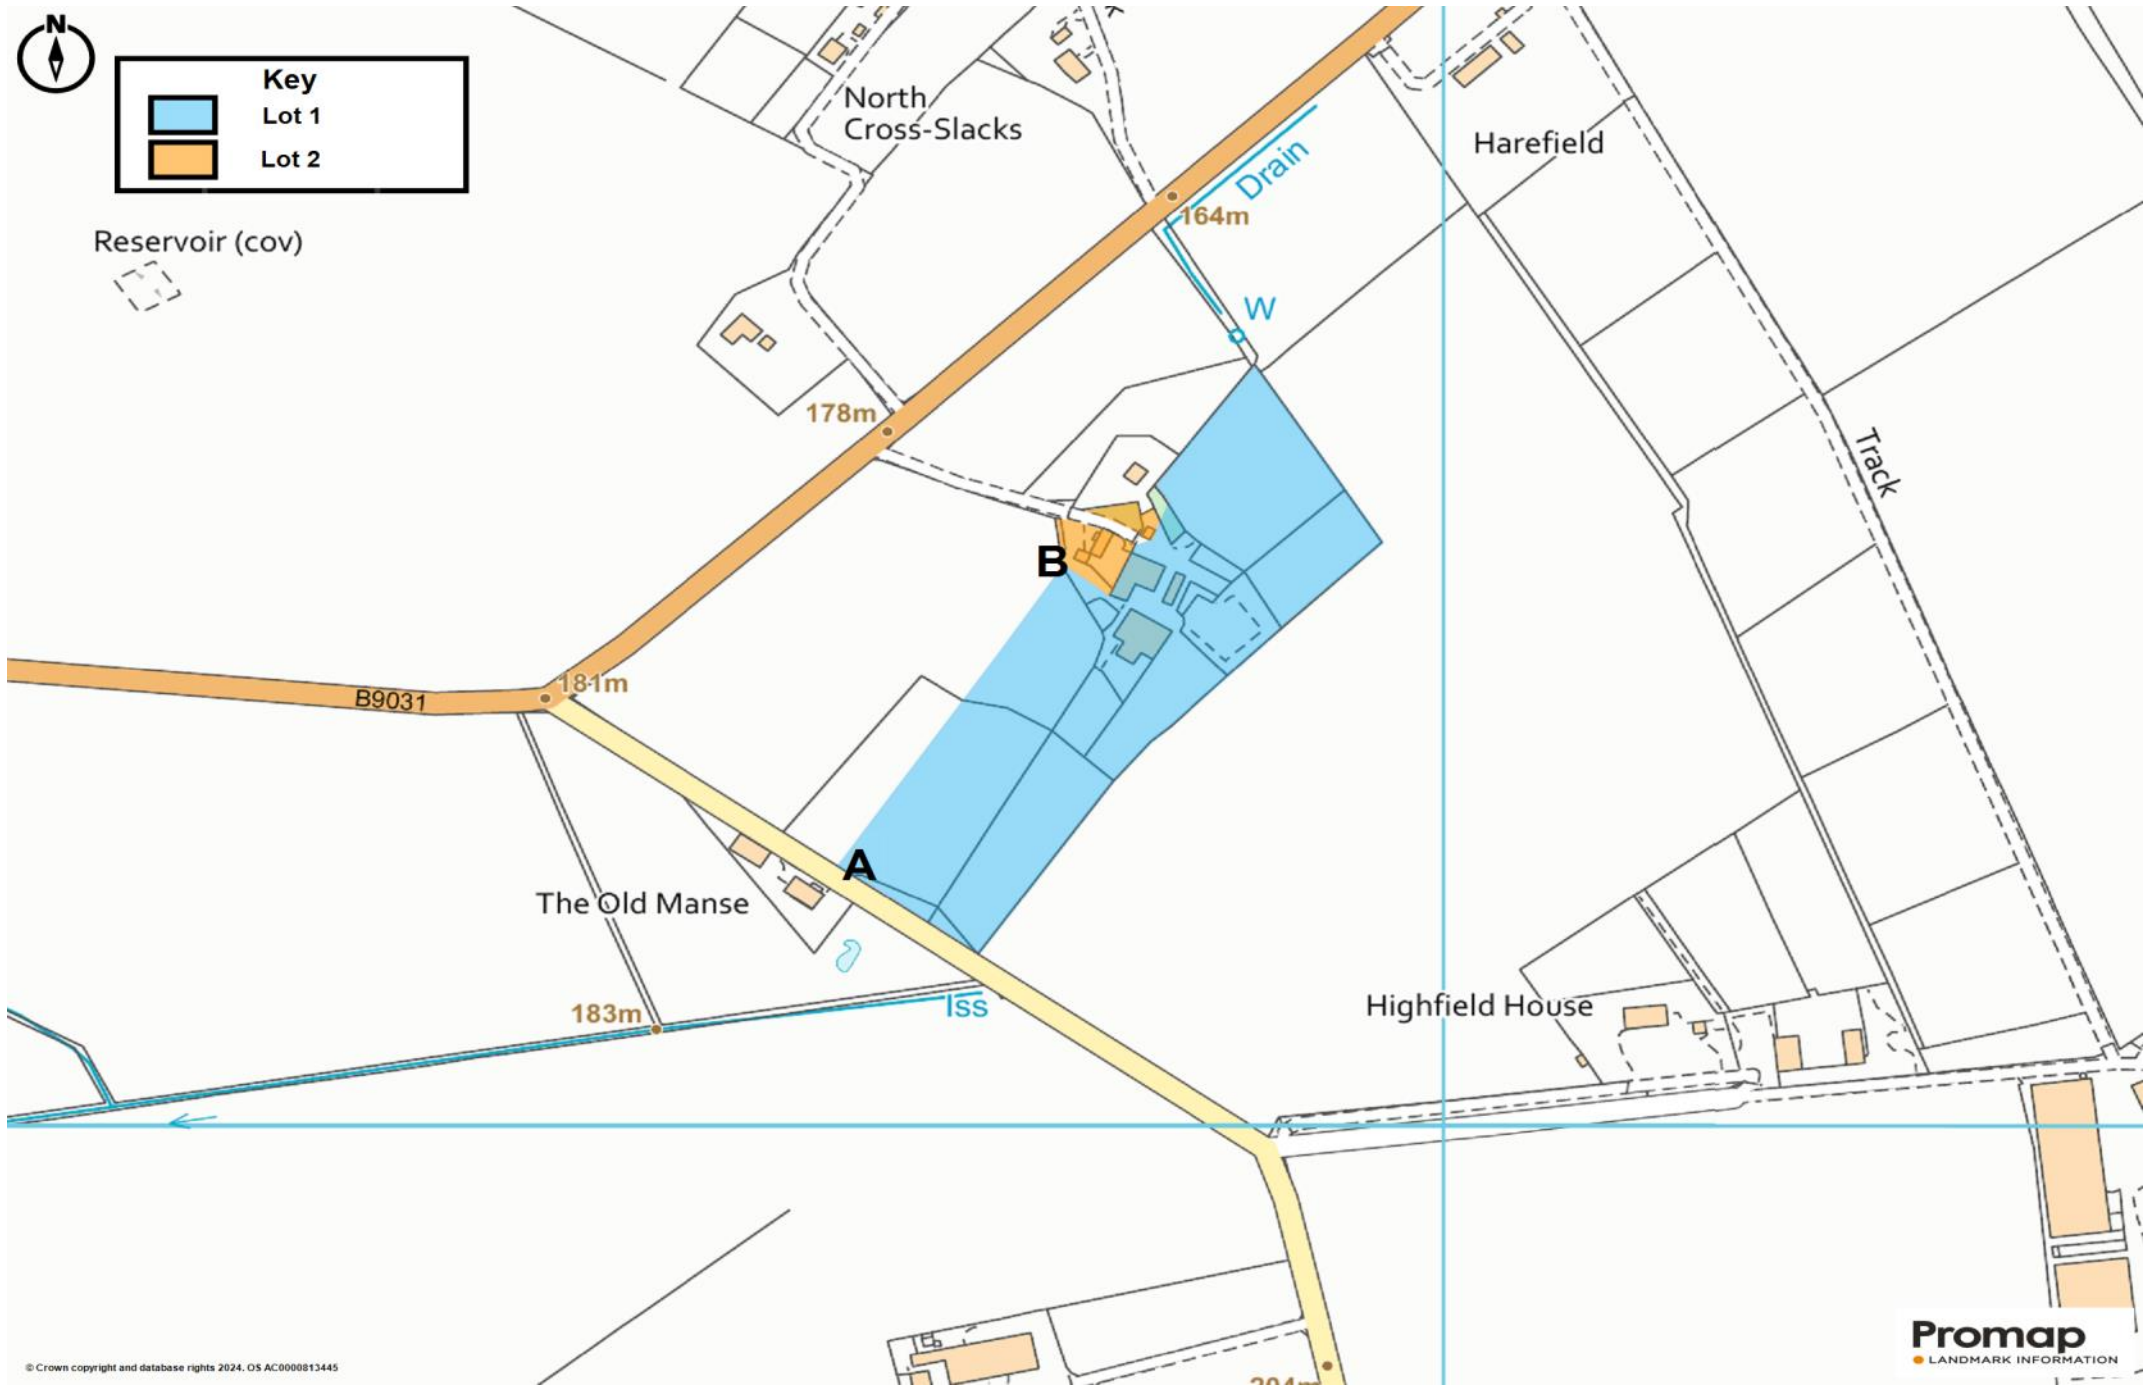 N
Key
Lot 1
Lot 2
North
Cross-Slacks
Harefield
Drain
164m
Reservoir (cov)
W
178m
Track
B
181m
B9031
A
The Old Manse
183m
Iss
Highfield House
Promap
LANDMARK INFORMATION
© Crown copyright and database rights 2024. OS AC0000813445